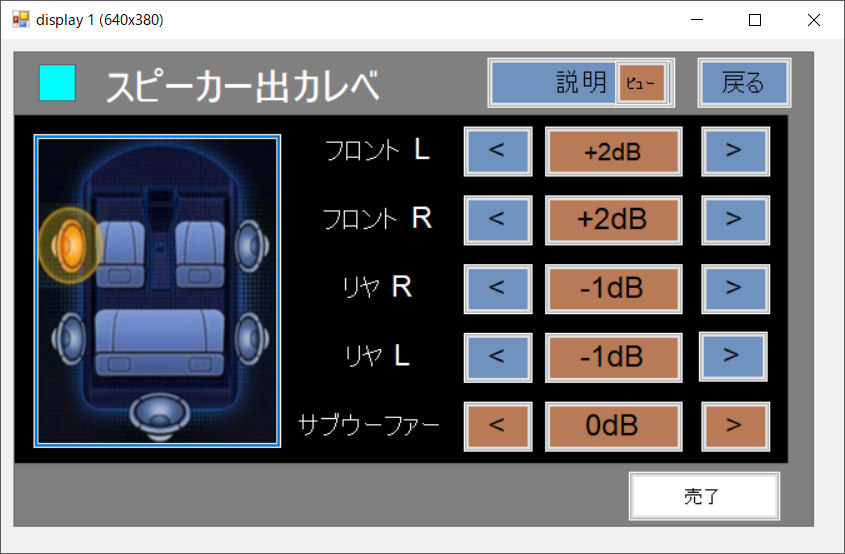 display 1 (640x380)
スピーカー出力レベ
説明 ビュー 戻る
フロント L < +2dB >
フロント R < +2dB >
リヤ R < -1dB >
リヤ L < -1dB >
サブウーファー < 0dB >
売了